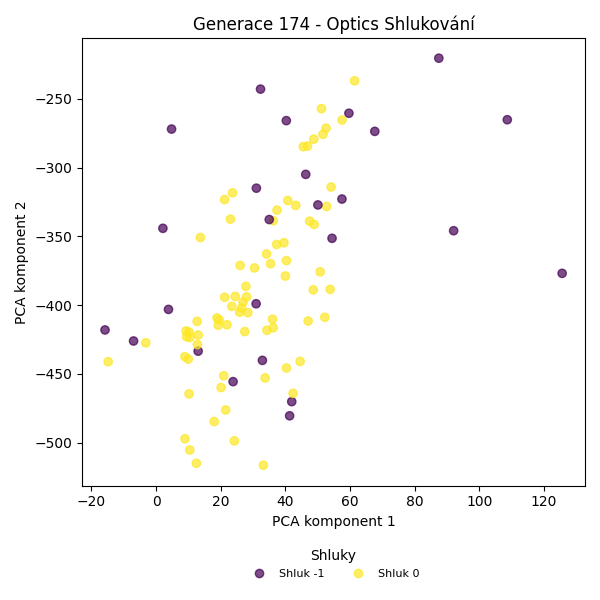 Generace 174 - Optics Shlukování
−250
−300
−350
−400
−450
−500
PCA komponent 2
−20 0 20 40 60 80 100 120
PCA komponent 1
Shluky
Shluk -1 Shluk 0